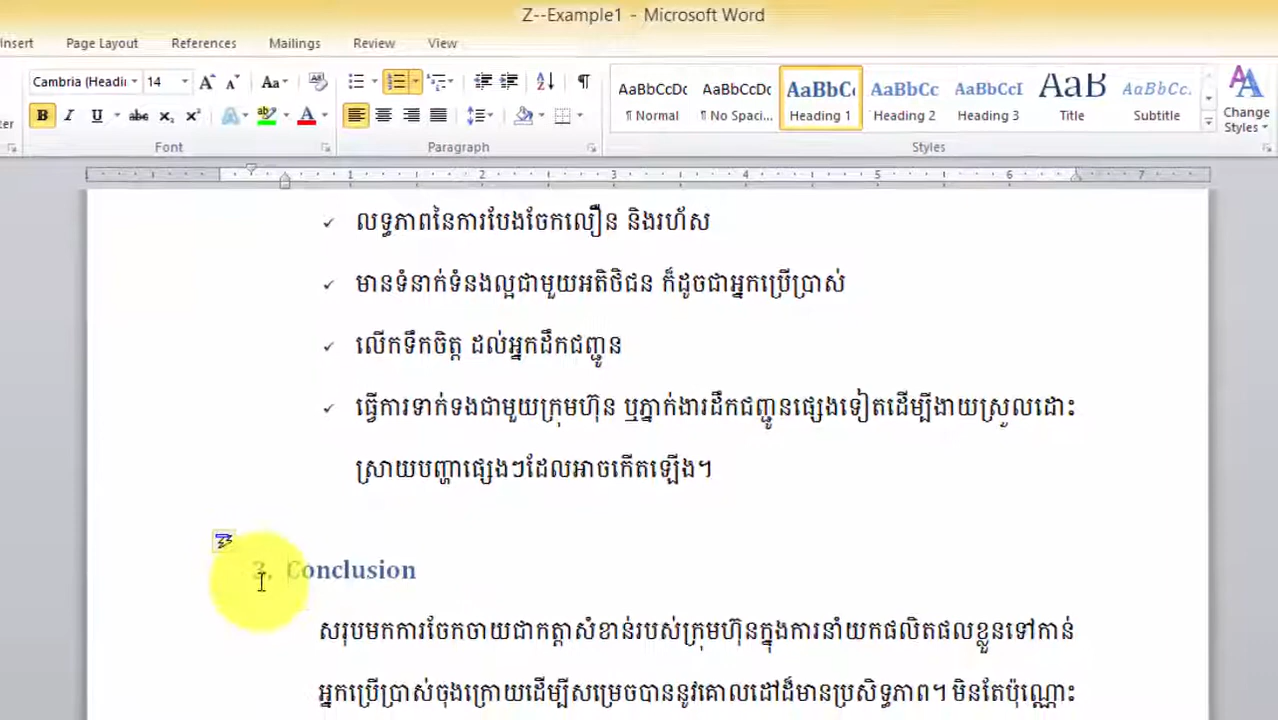 Z--Example1 - Microsoft Word
Insert Page Layout References Mailings Review View
Cambria (Headi 14 Aa
B I U abc x₂ x² A
Font Paragraph Styles
AaBbCcDc AaBbCcDc AaBbC AaBbCc AaBbCcI AaB AaBbCc.
¶ Normal ¶ No Spaci... Heading 1 Heading 2 Heading 3 Title Subtitle
Change Styles
1 2 3 4 5 6 7
✓ លទ្ធភាពនៃការបែងចែកលឿន និងរហ័ស
✓ មានទំនាក់ទំនងល្អជាមួយអតិថិជន ក៏ដូចជាអ្នកប្រើប្រាស់
✓ លើកទឹកចិត្ត ដល់អ្នកដឹកជញ្ជូន
✓ ធ្វើការទាក់ទងជាមួយក្រុមហ៊ុន ឬភ្នាក់ងារដឹកជញ្ជូនផ្សេងទៀតដើម្បីងាយស្រួលដោះ
ស្រាយបញ្ហាផ្សេងៗដែលអាចកើតឡើង។
3. Conclusion
សរុបមកការចែកចាយជាកត្តាសំខាន់របស់ក្រុមហ៊ុនក្នុងការនាំយកផលិតផលខ្លួនទៅកាន់
អ្នកប្រើប្រាស់ចុងក្រោយដើម្បីសម្រេចបាននូវគោលដៅដ៏មានប្រសិទ្ធភាព។ មិនតែប៉ុណ្ណោះ